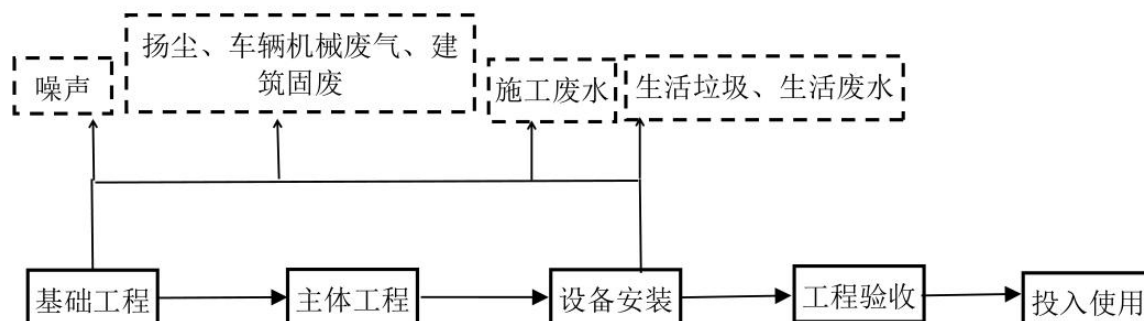 噪声
扬尘、车辆机械废气、建
筑固废
施工废水
生活垃圾、生活废水
基础工程
主体工程
设备安装
工程验收
投入使用